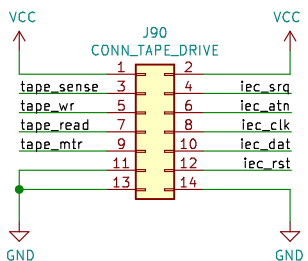 VCC VCC
J90
CONN_TAPE_DRIVE
1 2
tape_sense 3 4 iec_srq
tape_wr 5 6 iec_atn
tape_read 7 8 iec_clk
tape_mtr 9 10 iec_dat
11 12 iec_rst
13 14
GND GND